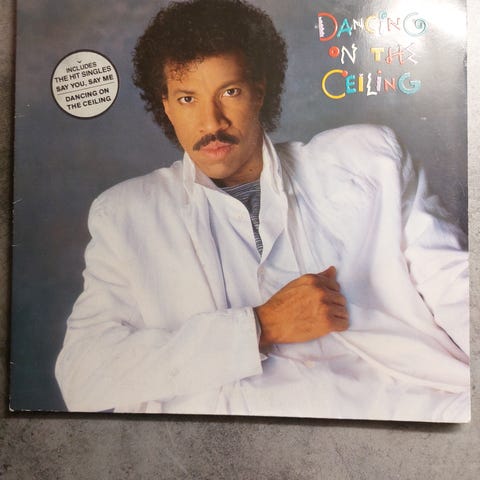 DANCING
ON THE
CEILING
INCLUDES
THE HIT SINGLES
SAY YOU, SAY ME
DANCING ON
THE CEILING